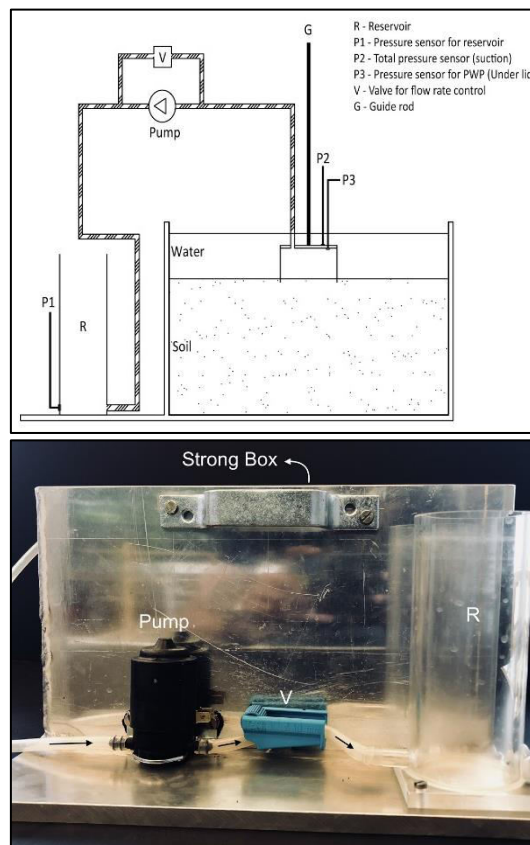 R - Reservoir
P1 - Pressure sensor for reservoir
P2 - Total pressure sensor (suction)
P3 - Pressure sensor for PWP (Under lid
V - Valve for flow rate control
G - Guide rod
G
V
Pump
P2
P3
Water
P1
R
Soil
Strong Box
Pump
V
R